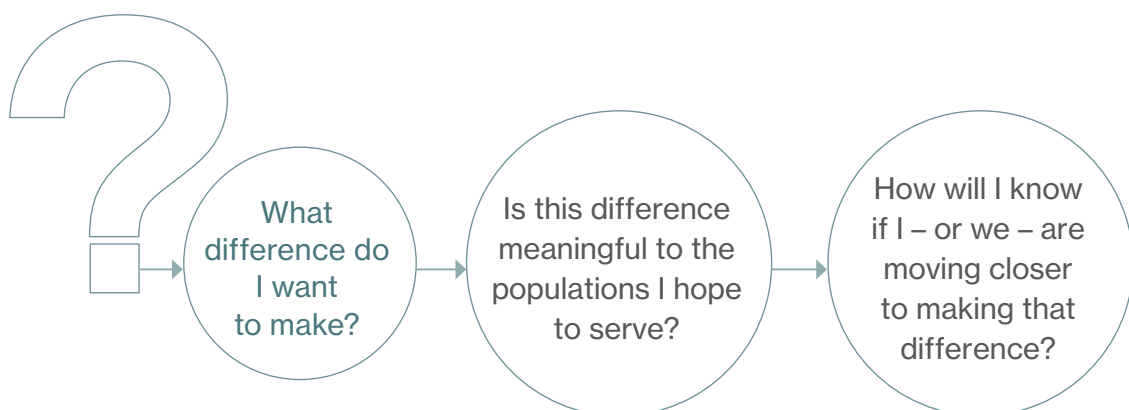 What
difference do
I want
to make?
Is this difference
meaningful to the
populations I hope
to serve?
How will I know
if I – or we – are
moving closer
to making that
difference?